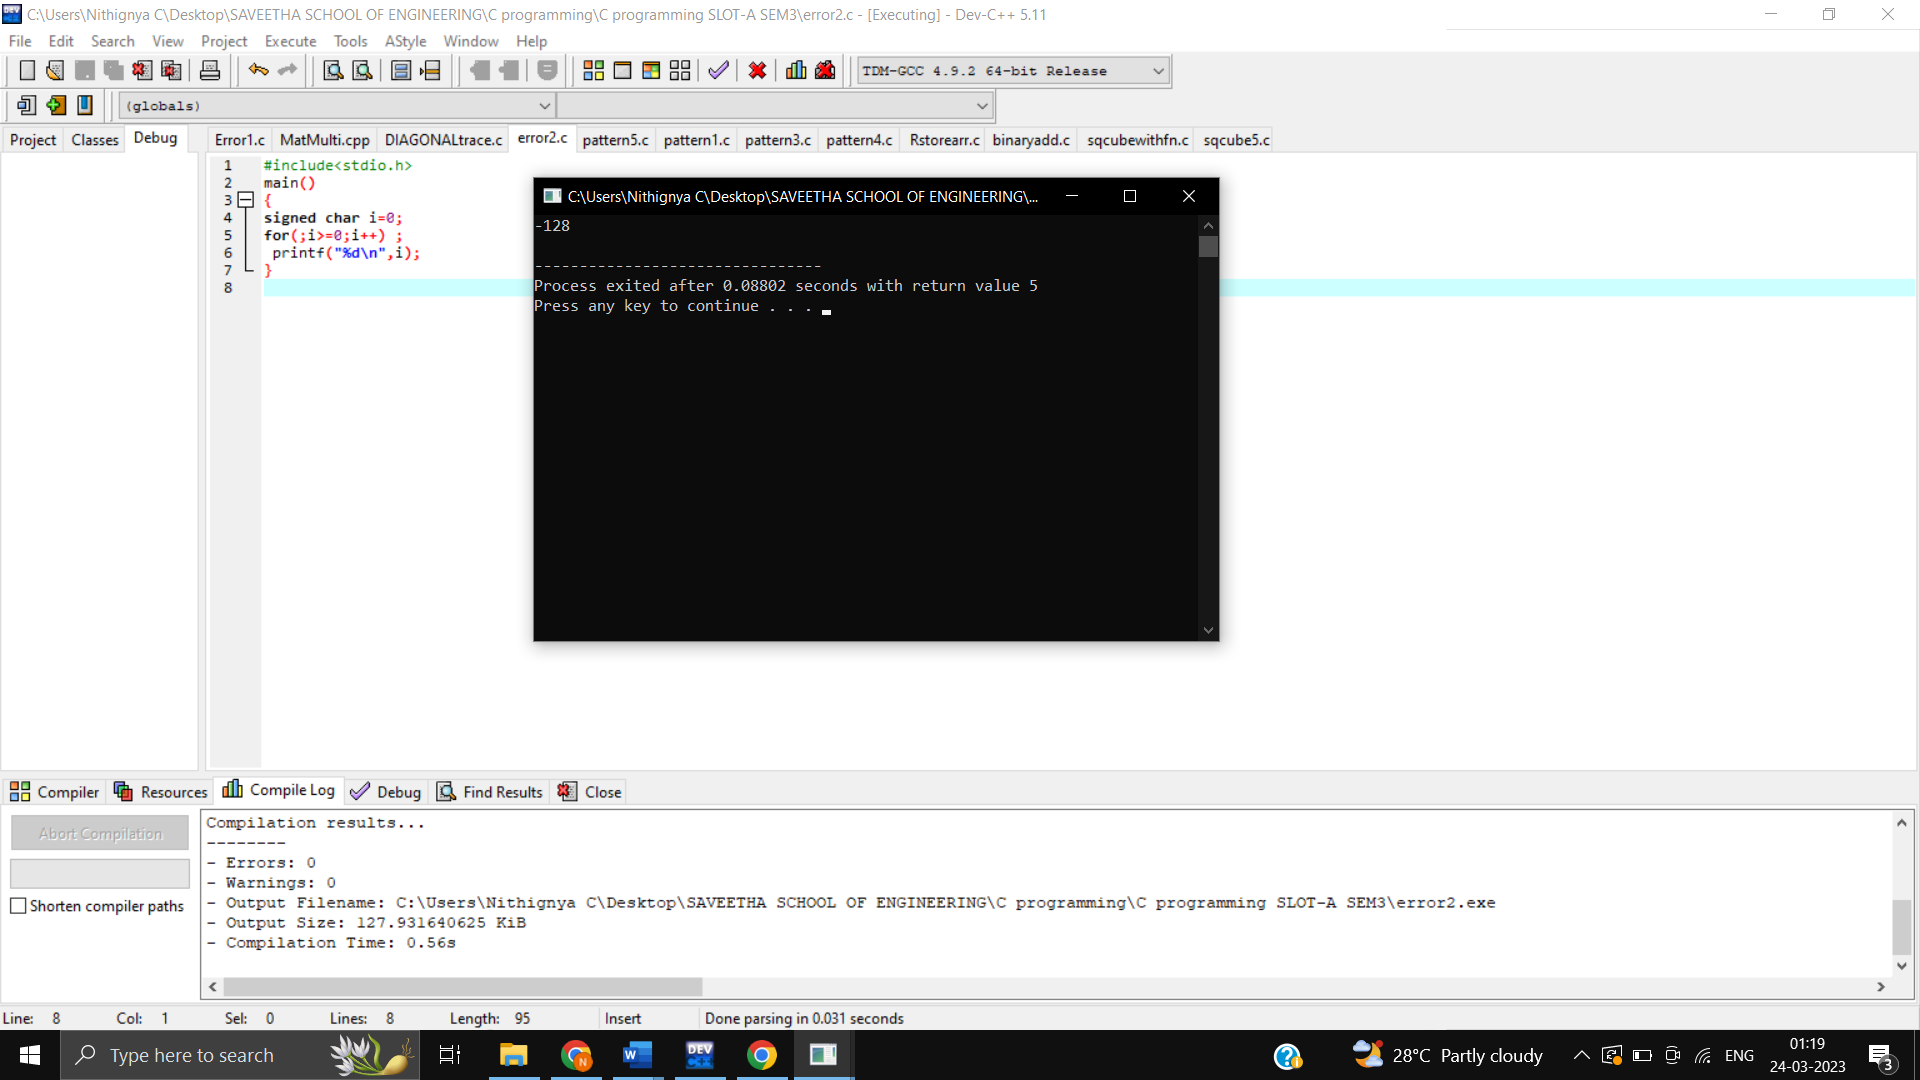 C:\Users\Nithignya C\Desktop\SAVEETHA SCHOOL OF ENGINEERING\C programming\C programming SLOT-A SEM3\error2.c - [Executing] - Dev-C++ 5.11
File Edit Search View Project Execute Tools AStyle Window Help
TDM-GCC 4.9.2 64-bit Release
(globals)
Project Classes Debug
Error1.c MatMulti.cpp DIAGONALtrace.c error2.c pattern5.c pattern1.c pattern3.c pattern4.c Rstorearr.c binaryadd.c sqcubewithfn.c sqcube5.c
1 #include<stdio.h>
2 main()
3 {
4 signed char i=0;
5 for(;i>=0;i++) ;
6 printf("%d\n",i);
7 }
8
C:\Users\Nithignya C\Desktop\SAVEETHA SCHOOL OF ENGINEERING\...
-128
--------------------------------
Process exited after 0.08802 seconds with return value 5
Press any key to continue . . .
Compiler Resources Compile Log Debug Find Results Close
Abort Compilation
Shorten compiler paths
Compilation results...
--------
- Errors: 0
- Warnings: 0
- Output Filename: C:\Users\Nithignya C\Desktop\SAVEETHA SCHOOL OF ENGINEERING\C programming\C programming SLOT-A SEM3\error2.exe
- Output Size: 127.931640625 KiB
- Compilation Time: 0.56s
Line: 8 Col: 1 Sel: 0 Lines: 8 Length: 95 Insert Done parsing in 0.031 seconds
Type here to search
28°C Partly cloudy
ENG
01:19
24-03-2023
3